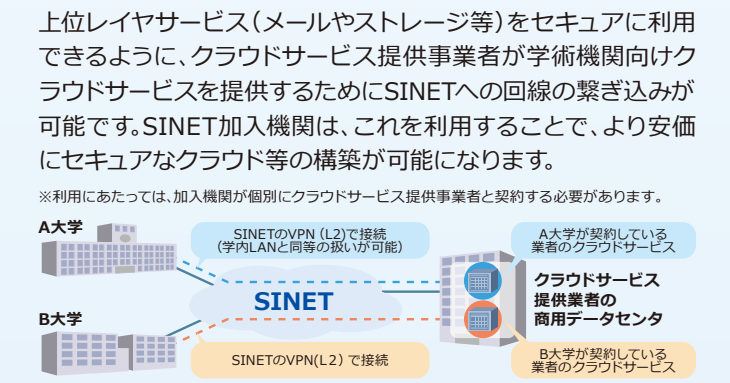 上位レイヤサービス（メールやストレージ等）をセキュアに利用
できるように、クラウドサービス提供事業者が学術機関向けク
ラウドサービスを提供するためにSINETへの回線の繋ぎ込みが
可能です。SINET加入機関は、これを利用することで、より安価
にセキュアなクラウド等の構築が可能になります。
※利用にあたっては、加入機関が個別にクラウドサービス提供事業者と契約する必要があります。
A大学
SINETのVPN（L2）で接続
（学内LANと同等の扱いが可能）
A大学が契約している
業者のクラウドサービス
SINET
クラウドサービス
提供業者の
商用データセンタ
B大学
SINETのVPN（L2）で接続
B大学が契約している
業者のクラウドサービス